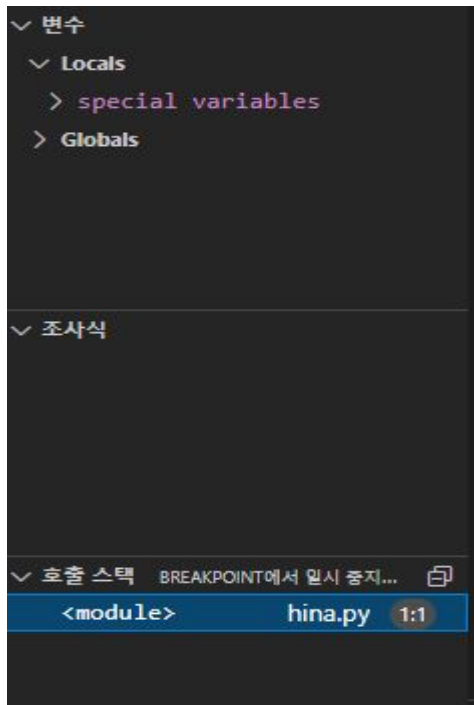 변수
Locals
special variables
Globals
조사식
호출 스택 BREAKPOINT에서 일시 중지...
<module> hina.py 1:1